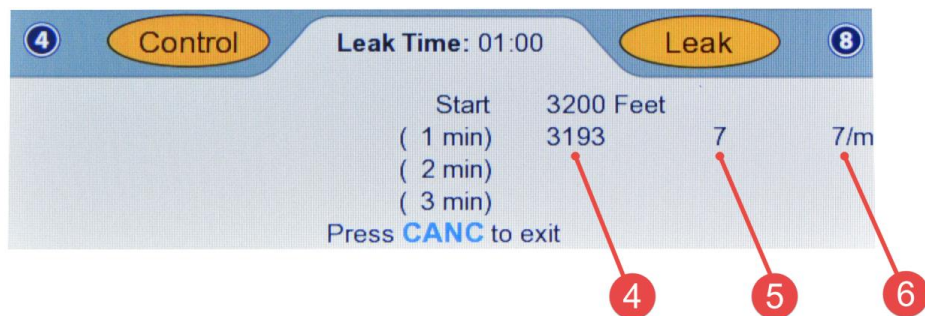 4 Control Leak Time: 01:00 Leak 8
Start 3200 Feet
( 1 min) 3193 7 7/m
( 2 min)
( 3 min)
Press CANC to exit
4 5 6